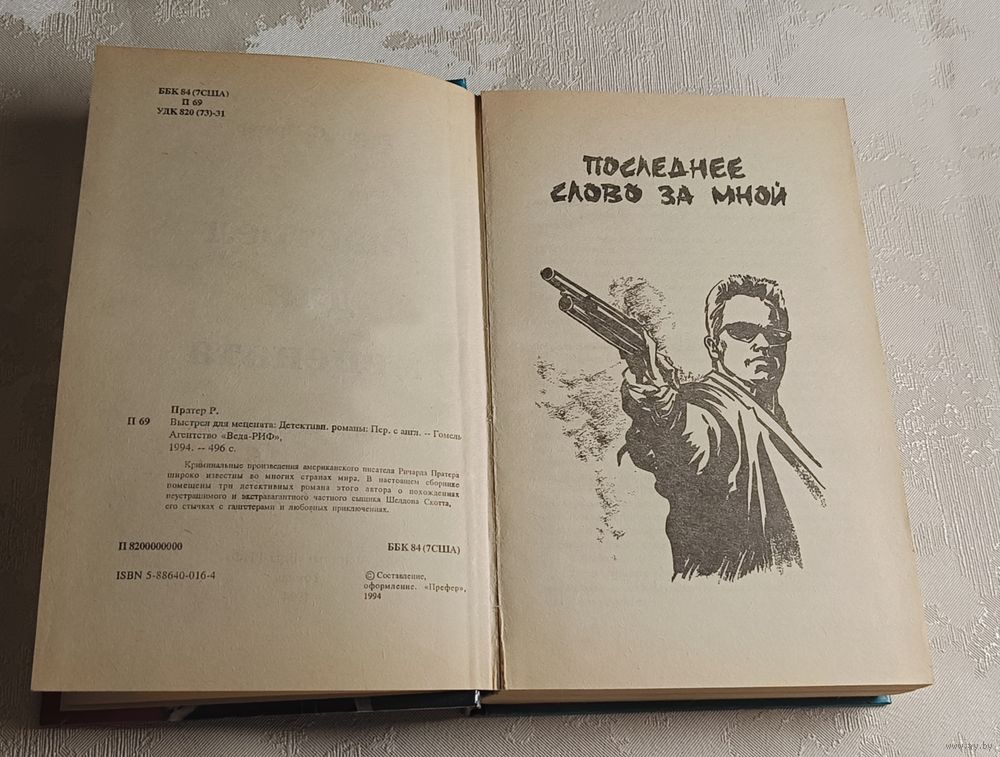 ББК 84 (7США)
П 69
УДК 820 (73)-31
Пратер Р.
П 69
Выстрел для мецената: Детективн. романы: Пер. с англ. -- Гомель
Агентство «Веда-РИФ»,
1994. -- 496 с.
Криминальные произведения американского писателя Ричарда Пратера
широко известны во многих странах мира. В настоящем сборнике
помещены три детективных романа этого автора о похождениях
неустрашимого и экстравагантного частного сыщика Шелдона Скотта,
его стычках с гангстерами и любовных приключениях.
П 8200000000
ББК 84 (7США)
ISBN 5-88640-016-4
© Составление,
оформление. «Префер»,
1994
ПОСЛЕДНЕЕ
СЛОВО ЗА МНОЙ
www.ay.by